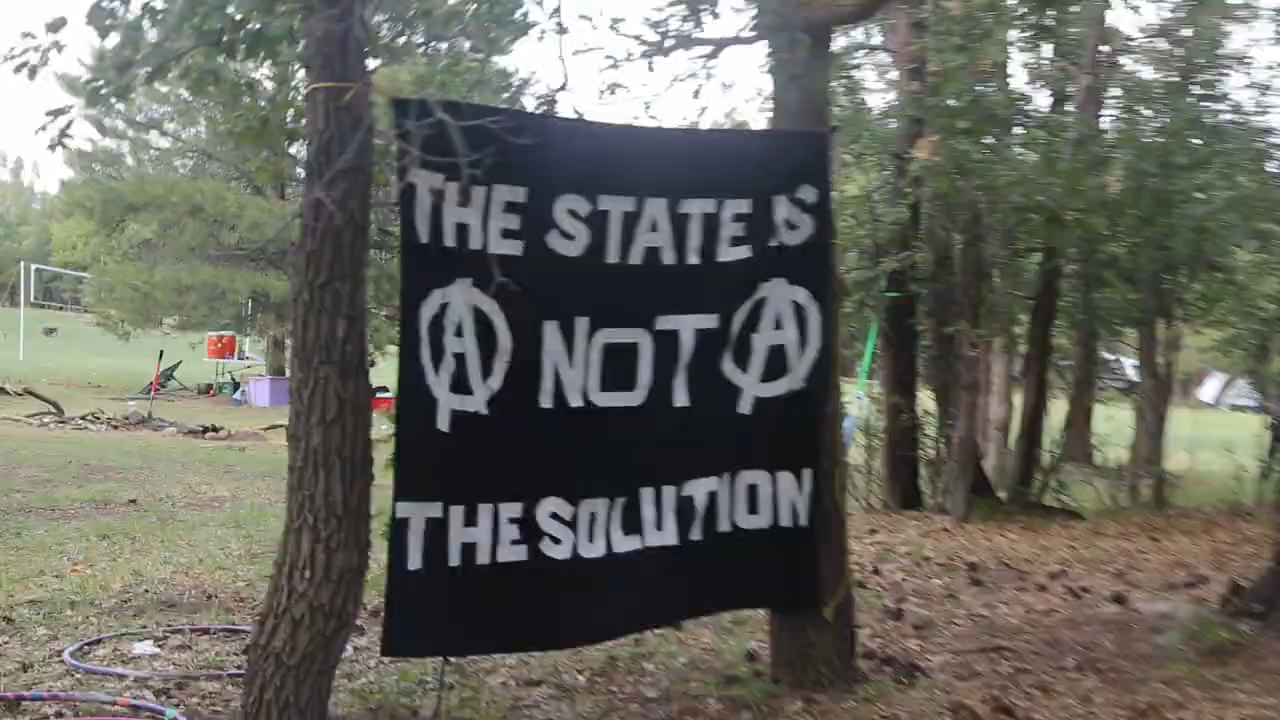 THE STATE IS
Ⓐ NOT Ⓐ
THE SOLUTION